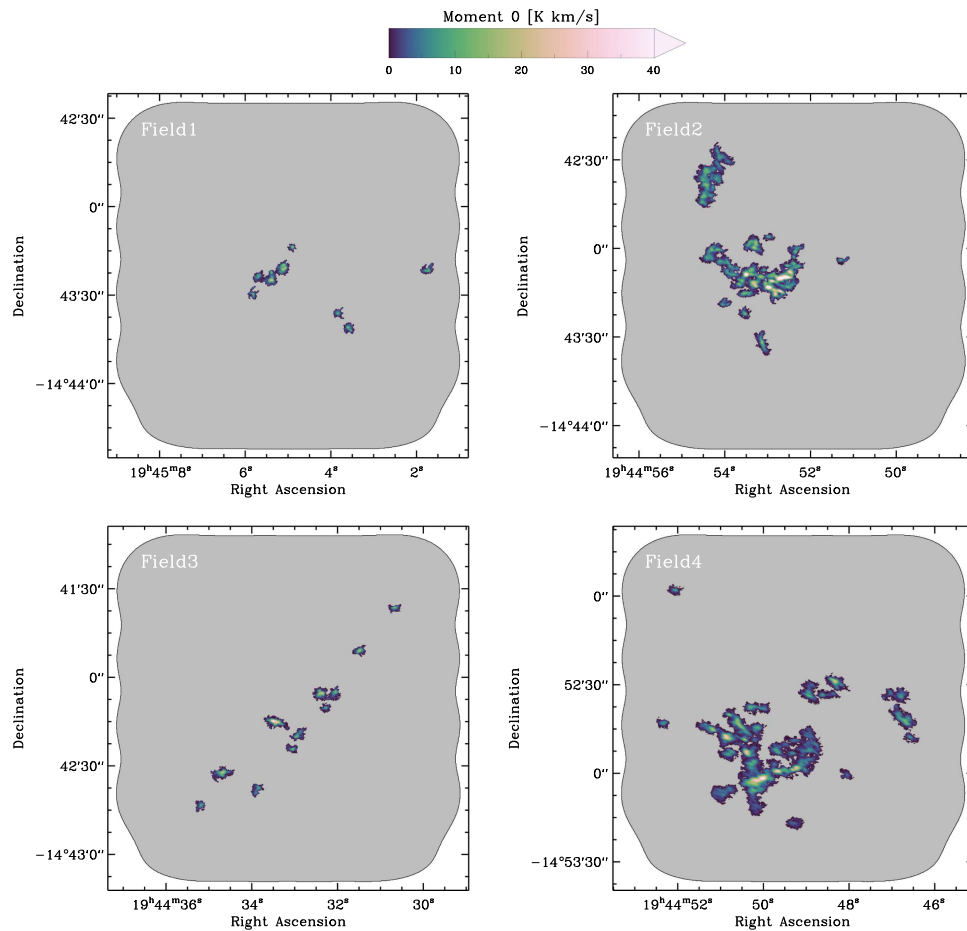 Moment 0 [K km/s]
0 10 20 30 40
Field1
42'30''
0''
43'30''
−14°44'0''
Declination
19ʰ45ᵐ8ˢ 6ˢ 4ˢ 2ˢ
Right Ascension
Field2
42'30''
0''
43'30''
−14°44'0''
Declination
19ʰ44ᵐ56ˢ 54ˢ 52ˢ 50ˢ
Right Ascension
Field3
41'30''
0''
42'30''
−14°43'0''
Declination
19ʰ44ᵐ36ˢ 34ˢ 32ˢ 30ˢ
Right Ascension
Field4
0''
52'30''
0''
−14°53'30''
Declination
19ʰ44ᵐ52ˢ 50ˢ 48ˢ 46ˢ
Right Ascension